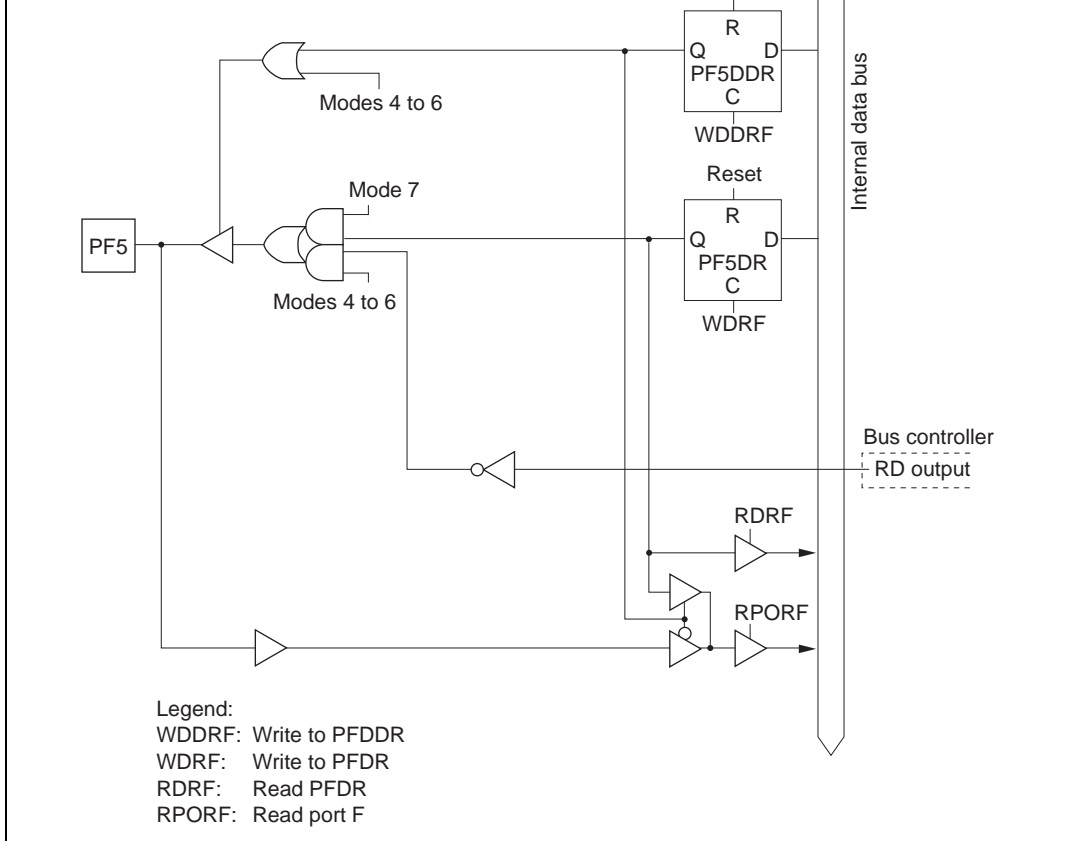 R
Q D
PF5DDR
C
WDDRF
Modes 4 to 6
Internal data bus
Reset
Mode 7
R
Q D
PF5DR
C
WDRF
PF5
Modes 4 to 6
Bus controller
RD output
RDRF
RPORF
Legend:
WDDRF: Write to PFDDR
WDRF: Write to PFDR
RDRF: Read PFDR
RPORF: Read port F